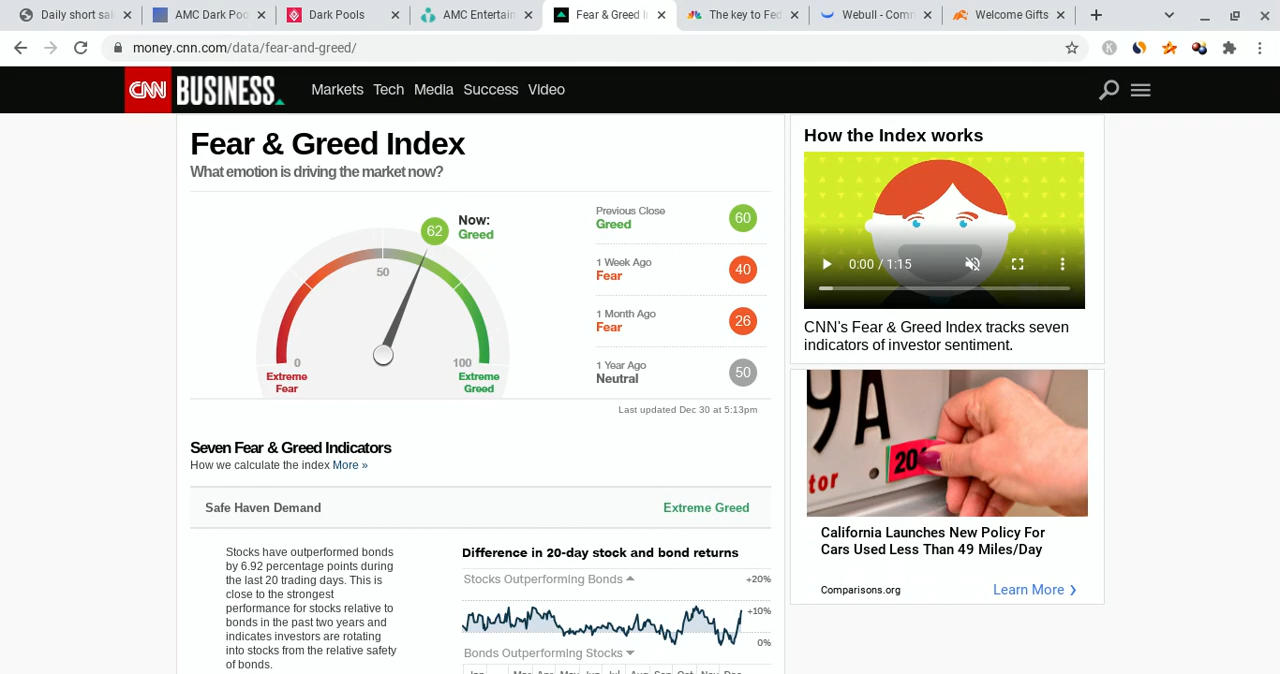 Daily short sal
AMC Dark Poo
Dark Pools
AMC Entertain
Fear & Greed I
The key to Fed
Webull - Comm
Welcome Gifts
money.cnn.com/data/fear-and-greed/
CNN BUSINESS
Markets Tech Media Success Video
Fear & Greed Index
What emotion is driving the market now?
Now:
Greed
62
50
0
100
Extreme
Fear
Extreme
Greed
Previous Close
Greed
60
1 Week Ago
Fear
40
1 Month Ago
Fear
26
1 Year Ago
Neutral
50
Last updated Dec 30 at 5:13pm
Seven Fear & Greed Indicators
How we calculate the index More »
Safe Haven Demand
Extreme Greed
Stocks have outperformed bonds
by 6.92 percentage points during
the last 20 trading days. This is
close to the strongest
performance for stocks relative to
bonds in the past two years and
indicates investors are rotating
into stocks from the relative safety
of bonds.
Difference in 20-day stock and bond returns
Stocks Outperforming Bonds
+20%
+10%
0%
Bonds Outperforming Stocks
How the Index works
0:00 / 1:15
CNN's Fear & Greed Index tracks seven
indicators of investor sentiment.
9A
20
tor
California Launches New Policy For
Cars Used Less Than 49 Miles/Day
Comparisons.org
Learn More